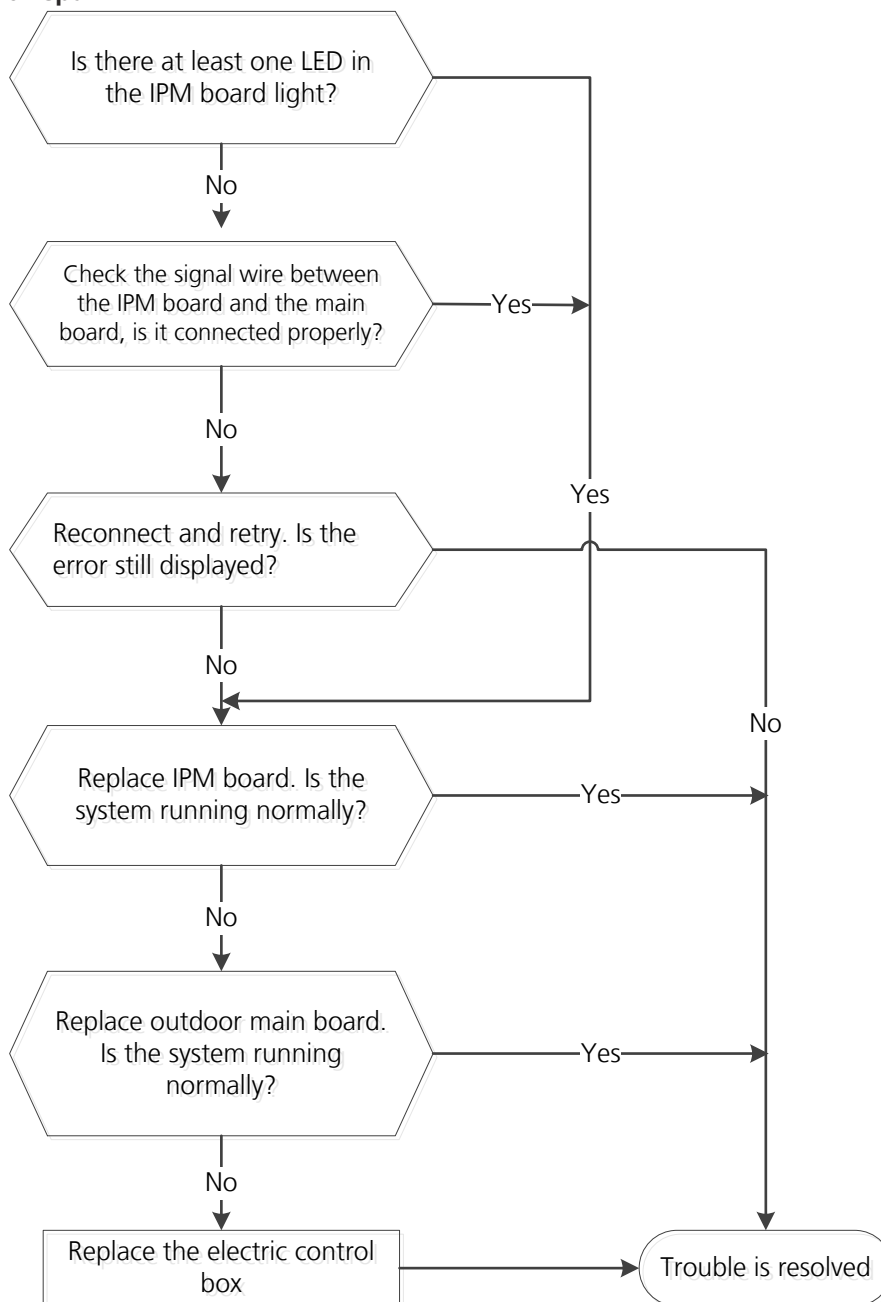 Is there at least one LED in
the IPM board light?
No
Check the signal wire between
the IPM board and the main
board, is it connected properly?
Yes
No
Yes
Reconnect and retry. Is the
error still displayed?
No
No
Replace IPM board. Is the
system running normally?
Yes
No
Replace outdoor main board.
Is the system running
normally?
Yes
No
Replace the electric control
box
Trouble is resolved